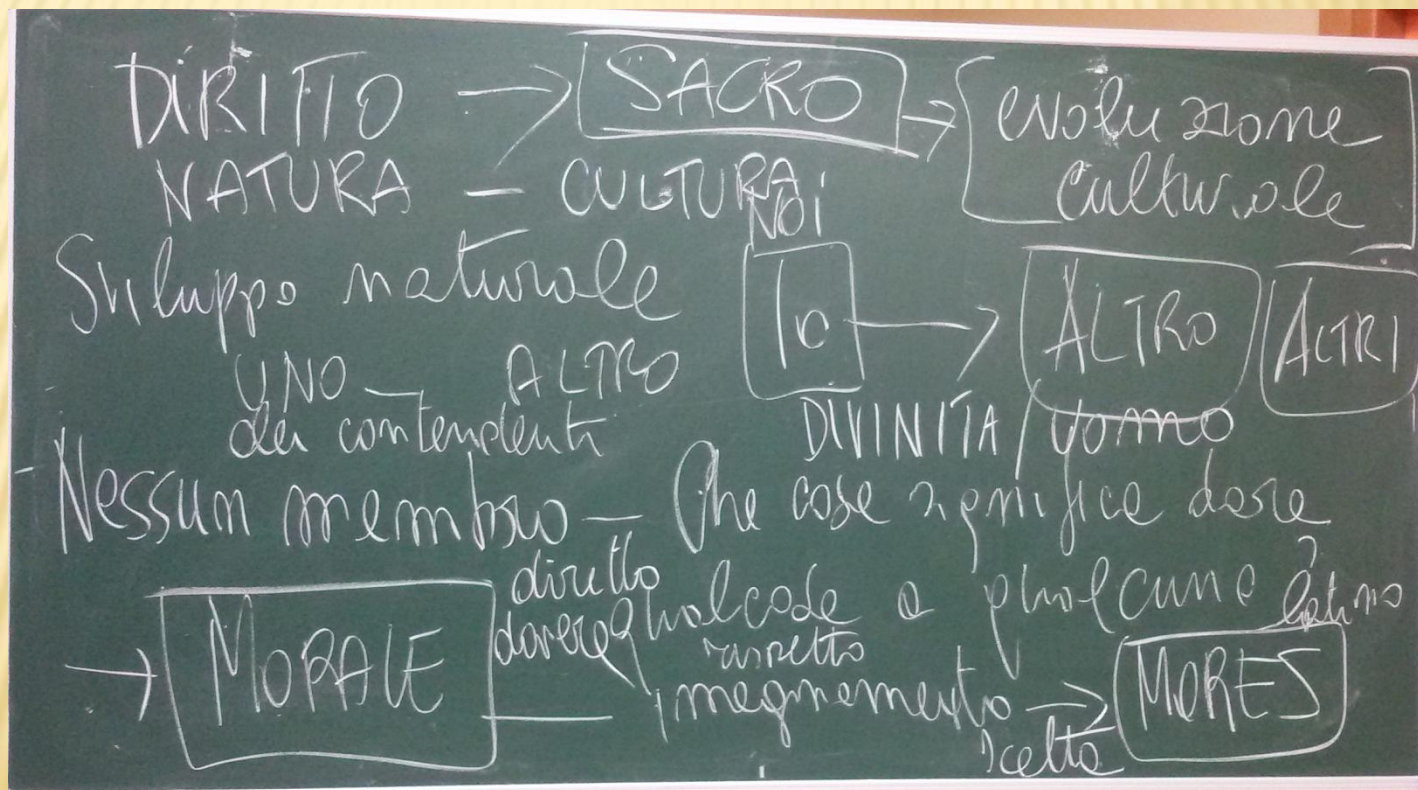 DIRITTO → SACRO → [evoluzione
NATURA - CULTURA culturale]
NOI
Sviluppo naturale Io → ALTRO ALTRI
UNO - ALTRO
dei contendenti DIVINITÀ / UOMO
Nessun membro - Che cosa significa dare
diritto qualcosa a qualcuno? latino
dovere rispetto
→ MORALE - insegnamento → MORES
scelta